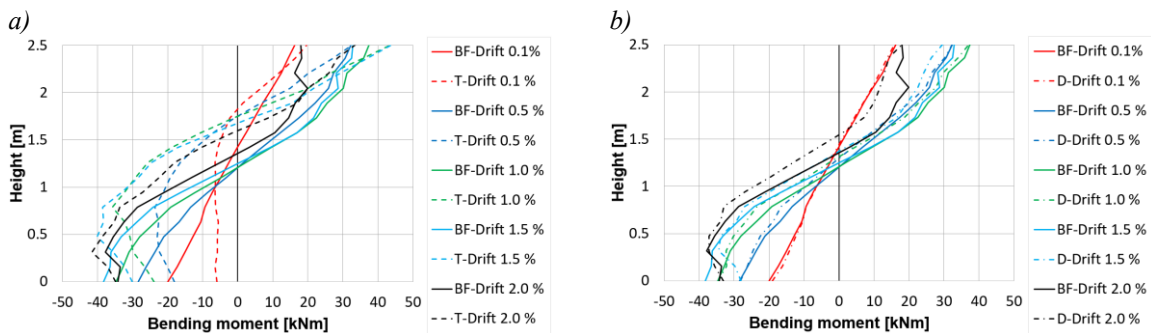 a)
2.5
2
1.5
1
0.5
0
Height [m]
-50 -40 -30 -20 -10 0 10 20 30 40 50
Bending moment [kNm]
BF-Drift 0.1 %
T-Drift 0.1 %
BF-Drift 0.5 %
T-Drift 0.5 %
BF-Drift 1.0 %
T-Drift 1.0 %
BF-Drift 1.5 %
T-Drift 1.5 %
BF-Drift 2.0 %
T-Drift 2.0 %
b)
2.5
2
1.5
1
0.5
0
Height [m]
-50 -40 -30 -20 -10 0 10 20 30 40 50
Bending moment [kNm]
BF-Drift 0.1%
D-Drift 0.1 %
BF-Drift 0.5 %
D-Drift 0.5 %
BF-Drift 1.0 %
D-Drift 1.0 %
BF-Drift 1.5 %
D-Drift 1.5 %
BF-Drift 2.0 %
D-Drift 2.0 %